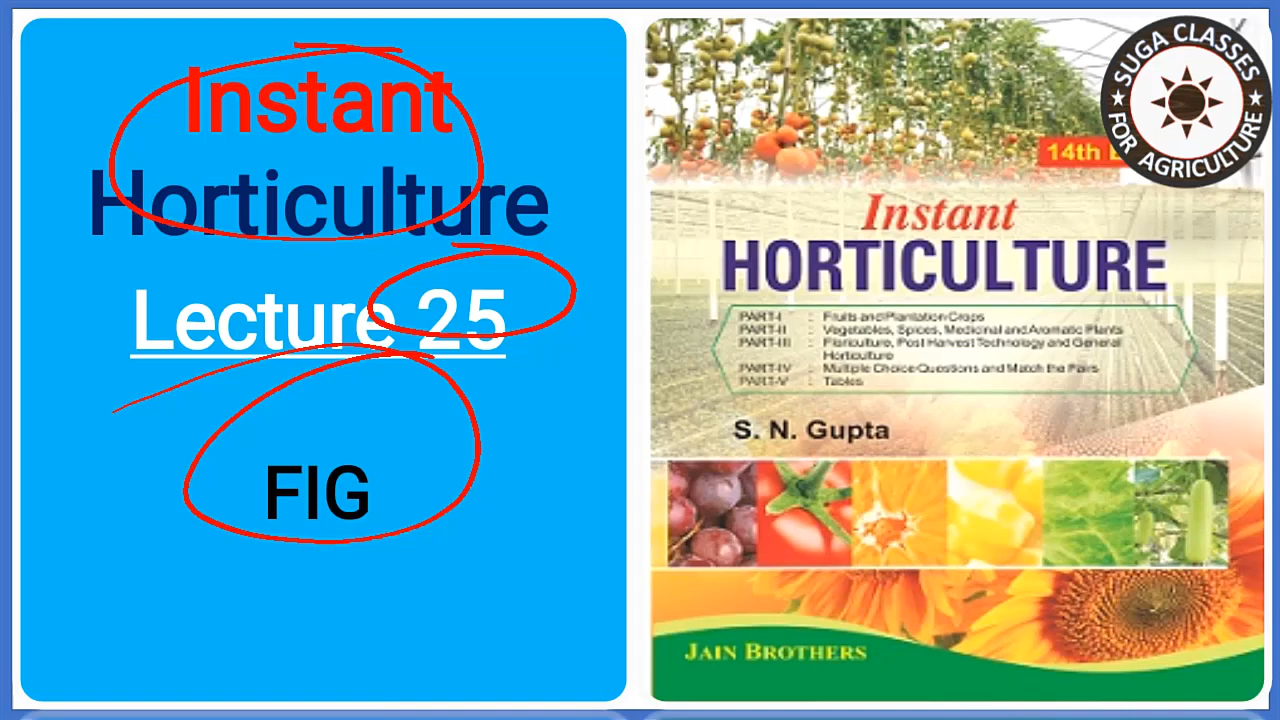 Instant
Horticulture
Lecture 25
FIG
SUGA CLASSES
FOR AGRICULTURE
14th
Instant
HORTICULTURE
PART-I : Fruits and Plantation Crops
PART-II : Vegetables, Spices, Medicinal and Aromatic Plants
PART-III : Floriculture, Post Harvest Technology and General
Horticulture
PART-IV : Multiple Choice Questions and Match the Pairs
PART-V : Tables
S. N. Gupta
JAIN BROTHERS